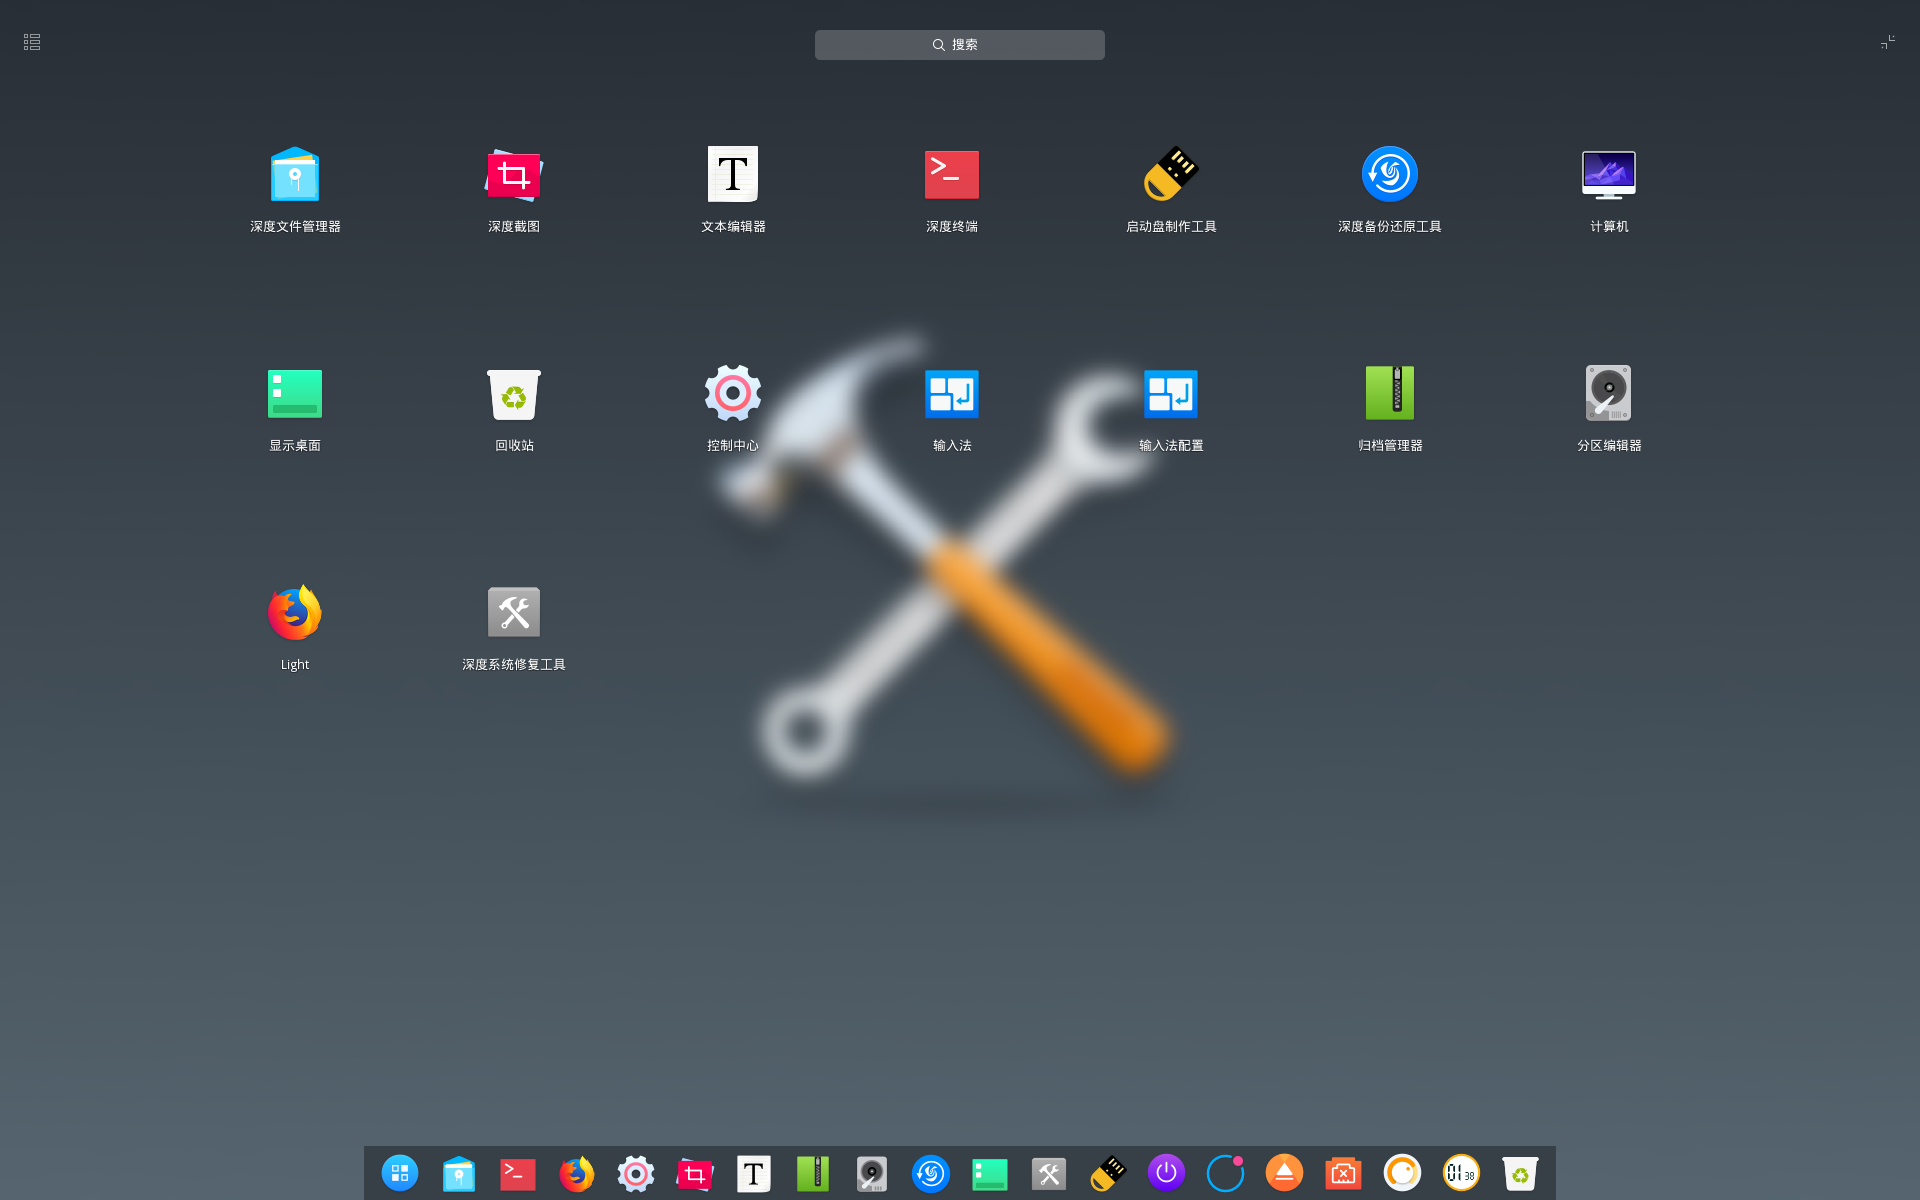 搜索
深度文件管理器
深度截图
文本编辑器
深度终端
启动盘制作工具
深度备份还原工具
计算机
显示桌面
回收站
控制中心
输入法
输入法配置
归档管理器
分区编辑器
Light
深度系统修复工具
T
01 38